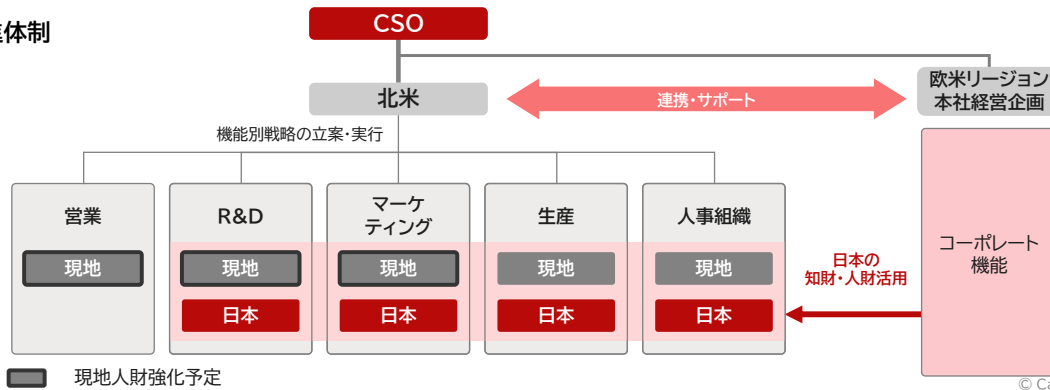 進体制
CSO
北米
連携・サポート
欧米リージョン
本社経営企画
機能別戦略の立案・実行
営業
現地
R&D
現地
日本
マーケ
ティング
現地
日本
生産
現地
日本
人事組織
現地
日本
日本の
知財・人財活用
コーポレート
機能
現地人財強化予定
© Ca